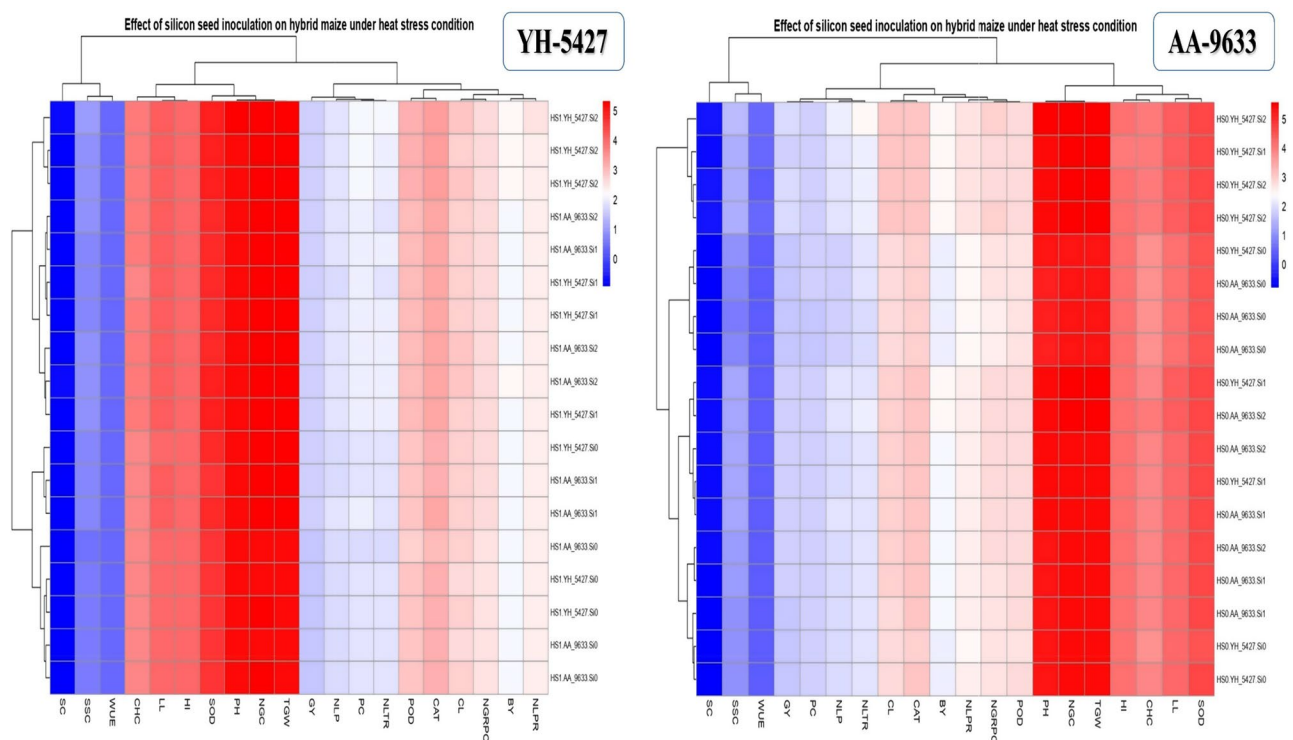 Effect of silicon seed inoculation on hybrid maize under heat stress condition
YH-5427
5
4
3
2
1
0
HS1.YH_5427.Si2
HS1.YH_5427.Si2
HS1.YH_5427.Si2
HS1.AA_9633.Si2
HS1.AA_9633.Si1
HS1.YH_5427.Si1
HS1.YH_5427.Si1
HS1.AA_9633.Si2
HS1.AA_9633.Si2
HS1.YH_5427.Si1
HS1.YH_5427.Si0
HS1.AA_9633.Si1
HS1.AA_9633.Si1
HS1.AA_9633.Si0
HS1.YH_5427.Si0
HS1.YH_5427.Si0
HS1.AA_9633.Si0
HS1.AA_9633.Si0
SC
SSC
WUE
CHC
LL
HI
SOD
PH
NGC
TGW
GY
NLP
PC
NLTR
POD
CAT
CL
NGRPC
BY
NLPR
Effect of silicon seed inoculation on hybrid maize under heat stress condition
AA-9633
5
4
3
2
1
0
HS0.YH_5427.Si2
HS0.YH_5427.Si1
HS0.YH_5427.Si2
HS0.YH_5427.Si2
HS0.YH_5427.Si0
HS0.AA_9633.Si0
HS0.AA_9633.Si0
HS0.AA_9633.Si0
HS0.YH_5427.Si1
HS0.AA_9633.Si2
HS0.AA_9633.Si2
HS0.YH_5427.Si1
HS0.AA_9633.Si1
HS0.AA_9633.Si2
HS0.AA_9633.Si1
HS0.AA_9633.Si1
HS0.YH_5427.Si0
HS0.YH_5427.Si0
SC
SSC
WUE
GY
PC
NLP
NLTR
CL
CAT
BY
NLPR
NGRPC
POD
PH
NGC
TGW
HI
CHC
LL
SOD